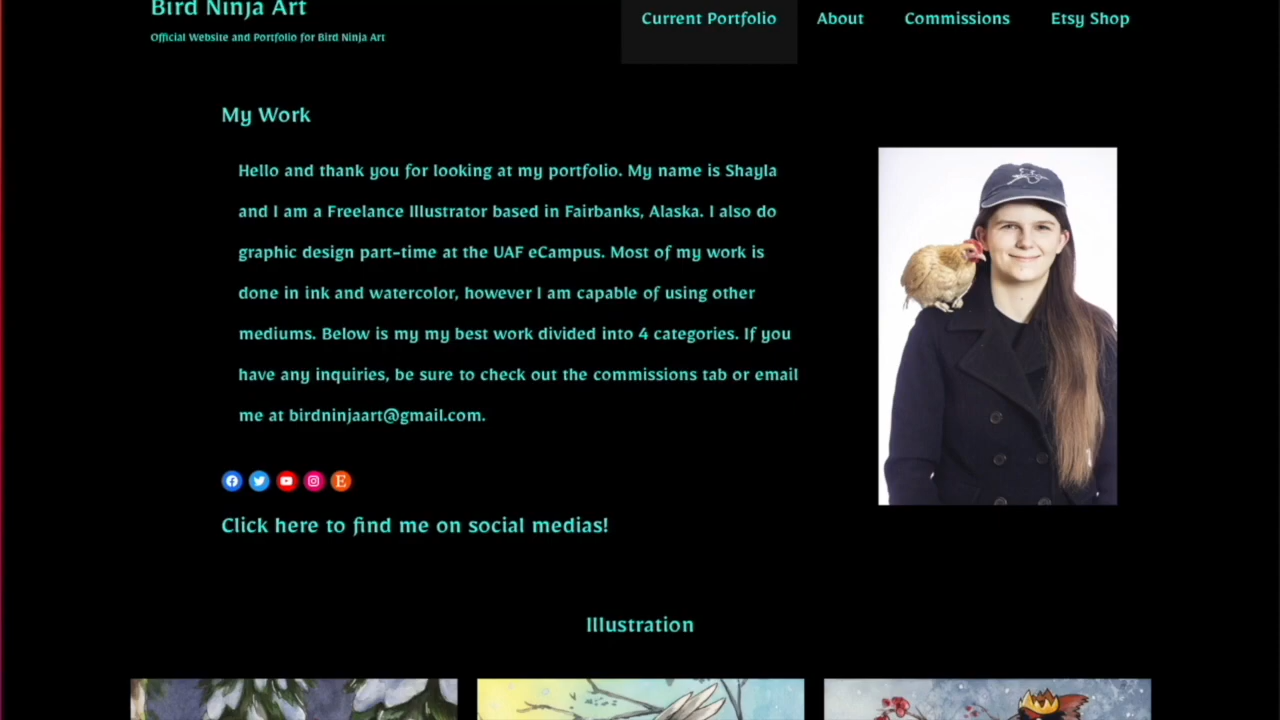 Bird Ninja Art
Official Website and Portfolio for Bird Ninja Art
Current Portfolio
About
Commissions
Etsy Shop
My Work
Hello and thank you for looking at my portfolio. My name is Shayla
and I am a Freelance Illustrator based in Fairbanks, Alaska. I also do
graphic design part-time at the UAF eCampus. Most of my work is
done in ink and watercolor, however I am capable of using other
mediums. Below is my my best work divided into 4 categories. If you
have any inquiries, be sure to check out the commissions tab or email
me at birdninjaart@gmail.com.
E
Click here to find me on social medias!
Illustration